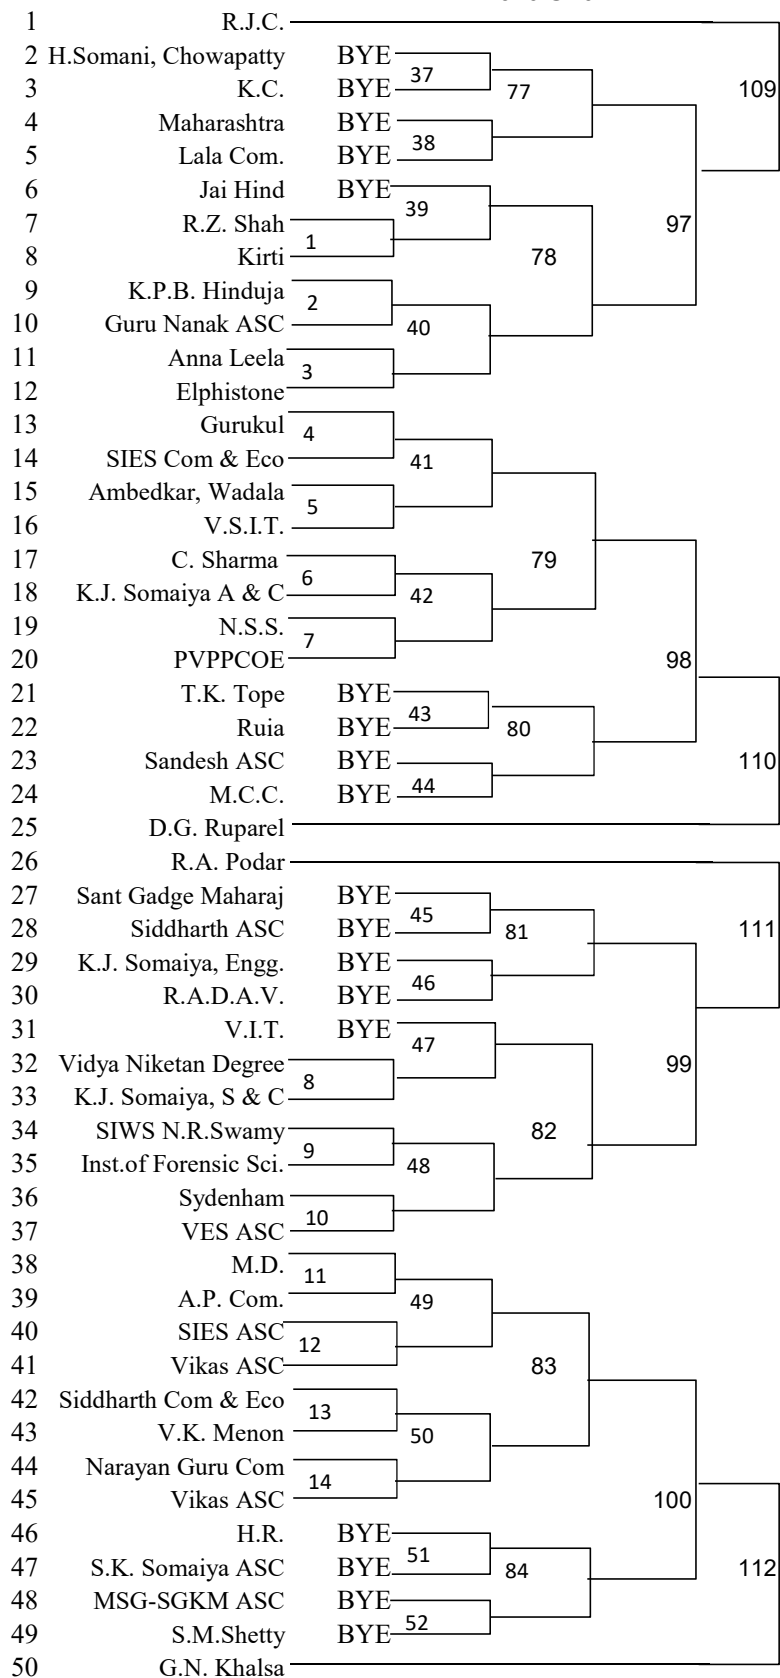 1 R.J.C.
2 H.Somani, Chowapatty BYE
37 77 109
3 K.C. BYE
4 Maharashtra BYE
38
5 Lala Com. BYE
6 Jai Hind BYE
39
7 R.Z. Shah
1 97
8 Kirti
78
9 K.P.B. Hinduja
2
10 Guru Nanak ASC
40
11 Anna Leela
3
12 Elphistone
13 Gurukul
4
14 SIES Com & Eco
41
15 Ambedkar, Wadala
5
16 V.S.I.T.
17 C. Sharma
79
6
18 K.J. Somaiya A & C
42
19 N.S.S.
7
20 PVPPCOE
98
21 T.K. Tope BYE
43
22 Ruia BYE
80
23 Sandesh ASC BYE
110
44
24 M.C.C. BYE
25 D.G. Ruparel
26 R.A. Podar
27 Sant Gadge Maharaj BYE
45
28 Siddharth ASC BYE
81 111
29 K.J. Somaiya, Engg. BYE
46
30 R.A.D.A.V. BYE
31 V.I.T. BYE
47
32 Vidya Niketan Degree
99
8
33 K.J. Somaiya, S & C
34 SIWS N.R.Swamy
82
9
35 Inst.of Forensic Sci.
48
36 Sydenham
10
37 VES ASC
38 M.D.
11
39 A.P. Com.
49
40 SIES ASC
12
41 Vikas ASC
83
42 Siddharth Com & Eco
13
43 V.K. Menon
50
44 Narayan Guru Com
14
45 Vikas ASC
100
46 H.R. BYE
51
47 S.K. Somaiya ASC BYE
84 112
48 MSG-SGKM ASC BYE
52
49 S.M.Shetty BYE
50 G.N. Khalsa